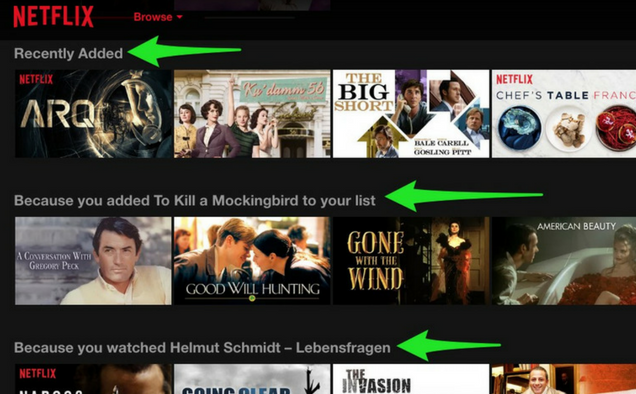 NETFLIX
Browse
Recently Added
NETFLIX
ARQ
Ku'damm 56
THE
BIG
SHORT
BALE CARELL
GOSLING PITT
NETFLIX
CHEF'S TABLE FRANC
Because you added To Kill a Mockingbird to your list
A CONVERSATION WITH
GREGORY PECK
GOOD WILL HUNTING
GONE
WITH THE
WIND
AMERICAN BEAUTY
Because you watched Helmut Schmidt – Lebensfragen
NETFLIX
NARCOS
GOING CLEAR
THE
INVASION